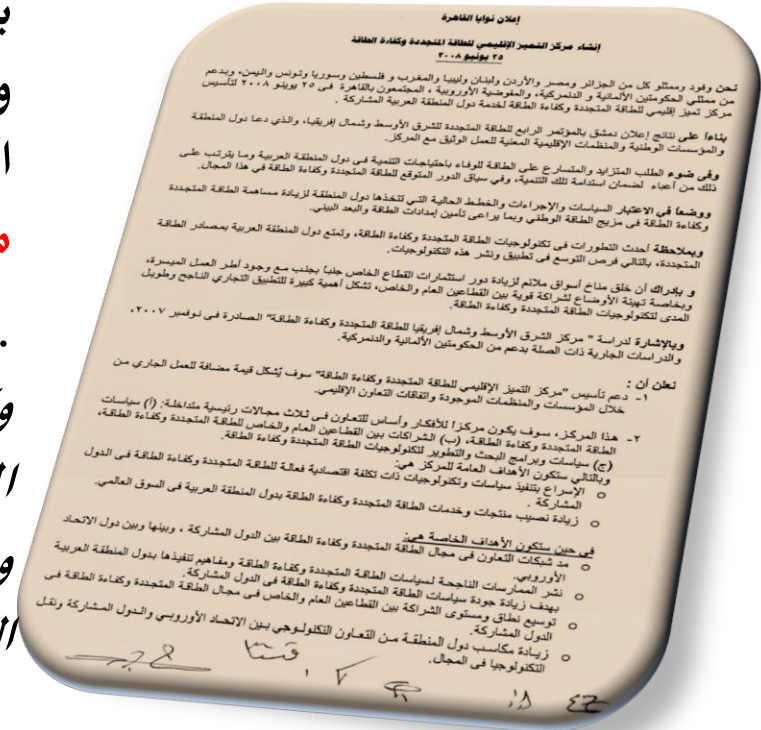 إعلان نوايا القاهرة
إنشاء مركز التميز الإقليمي للطاقة المتجددة وكفاءة الطاقة
٢٥ يونيو ٢٠٠٨
نحن وفود وممثلو كل من الجزائر ومصر والأردن ولبنان وليبيا والمغرب و فلسطين وسوريا وتونس واليمن، وبدعم
من ممثلي الحكومتين الألمانية و الدنمركية، والمفوضية الأوروبية ، المجتمعون بالقاهرة فى ٢٥ يوينو ٢٠٠٨ لتأسيس
مركز تميز إقليمي للطاقة المتجددة وكفاءة الطاقة لخدمة دول المنطقة العربية المشاركة .
بناءا على نتائج إعلان دمشق بالمؤتمر الرابع للطاقة المتجددة للشرق الأوسط وشمال إفريقيا، والذي دعا دول المنطقة
والمؤسسات الوطنية والمنظمات الإقليمية المعنية للعمل الوثيق مع المركز.
وفى ضوء الطلب المتزايد والمتسارع على الطاقة للوفاء باحتياجات التنمية فى دول المنطقة العربية وما يترتب على
ذلك من أعباء لضمان استدامة تلك التنمية، وفي سياق الدور المتوقع للطاقة المتجددة وكفاءة الطاقة في هذا المجال.
ووضعاً في الاعتبار السياسات والإجراءات والخطط الحالية التي تتخذها دول المنطقة لزيادة مساهمة الطاقة المتجددة
وكفاءة الطاقة فى مزيج الطاقة الوطني وبما يراعى تأمين إمدادات الطاقة والبعد البيئي.
وبملاحظة أحدث التطورات فى تكنولوجيات الطاقة المتجددة وكفاءة الطاقة، وتمتع دول المنطقة العربية بمصادر الطاقة
المتجددة، بالتالي فرص التوسع في تطبيق ونشر هذه التكنولوجيات.
و بإدراك أن خلق مناخ أسواق ملائم لزيادة دور استثمارات القطاع الخاص جنباً بجنب مع وجود أطر العمل الميسرة،
وبخاصة تهيئة الأوضاع لشراكة قوية بين القطاعين العام والخاص، تشكل أهمية كبيرة للتطبيق التجاري الناجح وطويل
المدى لتكنولوجيات الطاقة المتجددة وكفاءة الطاقة.
وبالإشارة لدراسة " مركز الشرق الأوسط وشمال إفريقيا للطاقة المتجددة وكفاءة الطاقة" الصادرة فى نوفمبر ٢٠٠٧،
والدراسات الجارية ذات الصلة بدعم من الحكومتين الألمانية والدنمركية.
نعلن أن :
١- دعم تأسيس "مركز التميز الإقليمي للطاقة المتجددة وكفاءة الطاقة" سوف يُشكل قيمة مضافة للعمل الجاري من
خلال المؤسسات والمنظمات الموجودة واتفاقات التعاون الإقليمي.
٢- هذا المركز، سوف يكون مركزا للأفكار وأساس للتعاون فى ثلاث مجالات رئيسية متداخلة: (أ) سياسات
الطاقة المتجددة وكفاءة الطاقة، (ب) الشراكات بين القطاعين العام والخاص للطاقة المتجددة وكفاءة الطاقة،
(ج) سياسات وبرامج البحث والتطوير لتكنولوجيات الطاقة المتجددة وكفاءة الطاقة.
وبالتالي ستكون الأهداف العامة للمركز هي:
○ الإسراع بتنفيذ سياسات وتكنولوجيات ذات تكلفة اقتصادية فعالة للطاقة المتجددة وكفاءة الطاقة فى الدول
المشاركة .
○ زيادة نصيب منتجات وخدمات الطاقة المتجددة وكفاءة الطاقة بدول المنطقة العربية في السوق العالمي.
في حين ستكون الأهداف الخاصة هي:
○ مد شبكات التعاون فى مجال الطاقة المتجددة وكفاءة الطاقة بين الدول المشاركة ، وبينها وبين دول الاتحاد
الأوروبي.
○ نشر الممارسات الناجحة لسياسات الطاقة المتجددة وكفاءة الطاقة ومفاهيم تنفيذها بدول المنطقة العربية
بهدف زيادة جودة سياسات الطاقة المتجددة وكفاءة الطاقة فى الدول المشاركة.
○ توسيع نطاق ومستوى الشراكة بين القطاعين العام والخاص فى مجال الطاقة المتجددة وكفاءة الطاقة فى
الدول المشاركة.
○ زيادة مكاسب دول المنطقة من التعاون التكنولوجي بين الاتحاد الأوروبي والدول المشاركة ونقل
التكنولوجيا فى المجال.